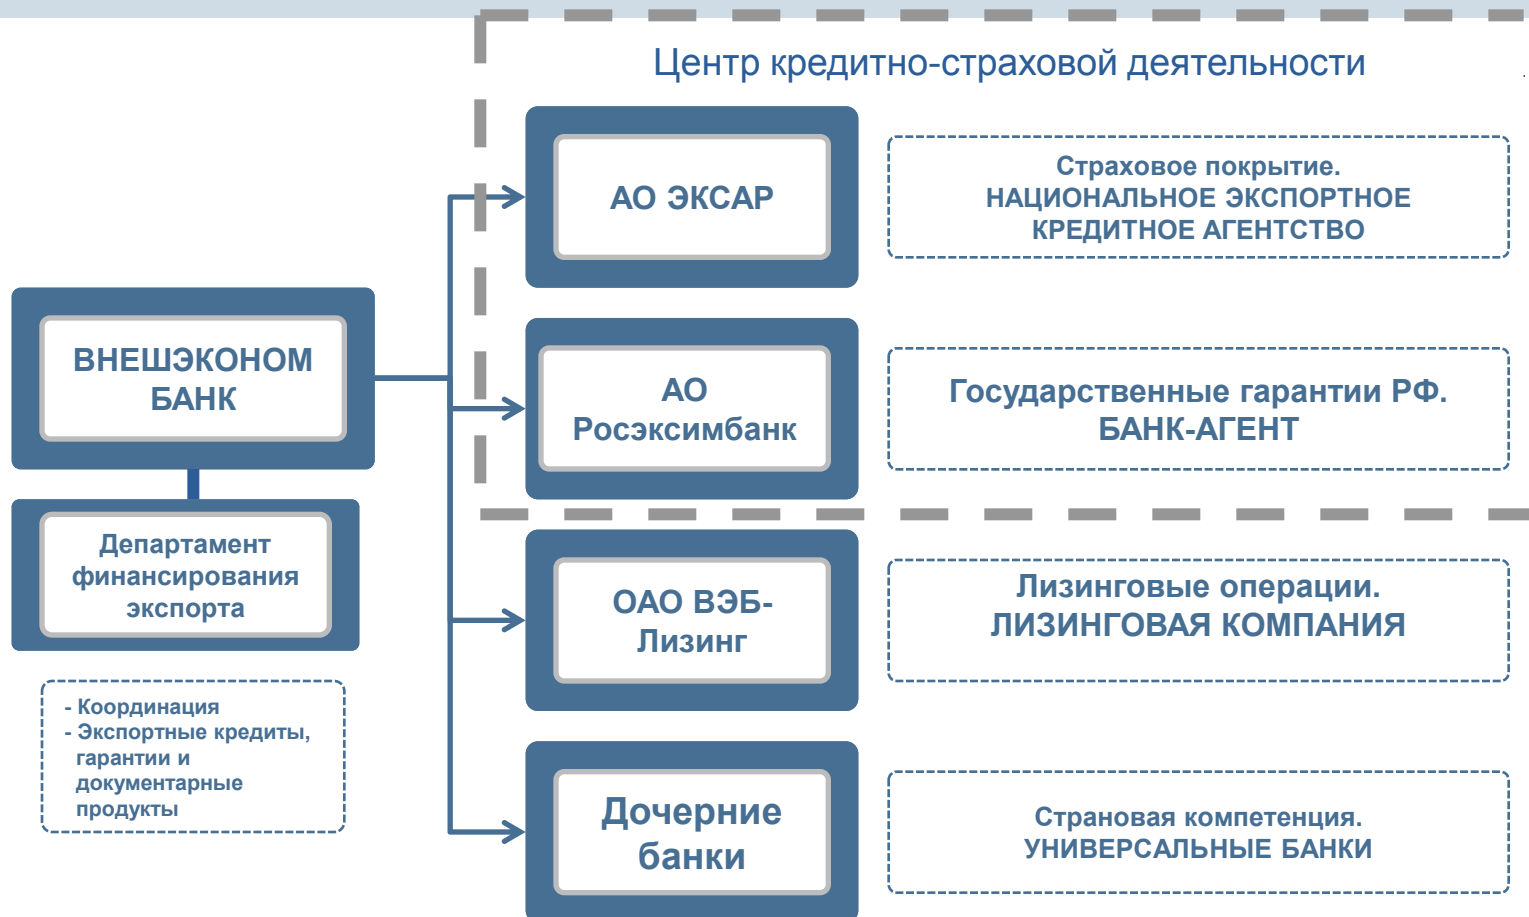 Центр кредитно-страховой деятельности
АО ЭКСАР
Страховое покрытие.
НАЦИОНАЛЬНОЕ ЭКСПОРТНОЕ
КРЕДИТНОЕ АГЕНТСТВО
ВНЕШЭКОНОМ
БАНК
АО
Росэксимбанк
Государственные гарантии РФ.
БАНК-АГЕНТ
Департамент
финансирования
экспорта
ОАО ВЭБ-
Лизинг
Лизинговые операции.
ЛИЗИНГОВАЯ КОМПАНИЯ
- Координация
- Экспортные кредиты,
гарантии и
документарные
продукты
Дочерние
банки
Страновая компетенция.
УНИВЕРСАЛЬНЫЕ БАНКИ